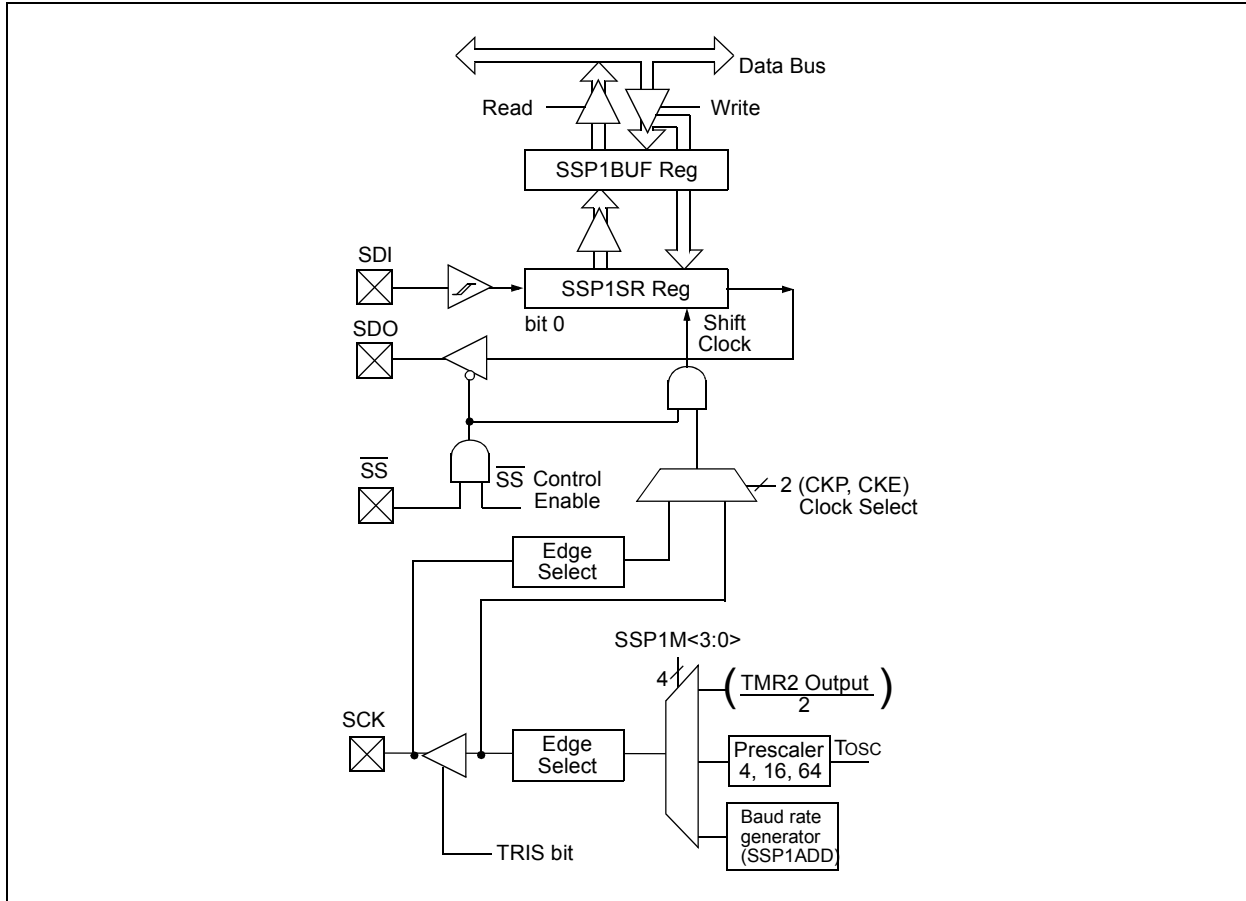 Data Bus
Read
Write
SSP1BUF Reg
SDI
SSP1SR Reg
bit 0
Shift
Clock
SDO
SS
SS Control
Enable
2 (CKP, CKE)
Clock Select
Edge
Select
SSP1M<3:0>
4
(TMR2 Output)
2
SCK
Edge
Select
Prescaler
4, 16, 64
TOSC
Baud rate
generator
(SSP1ADD)
TRIS bit